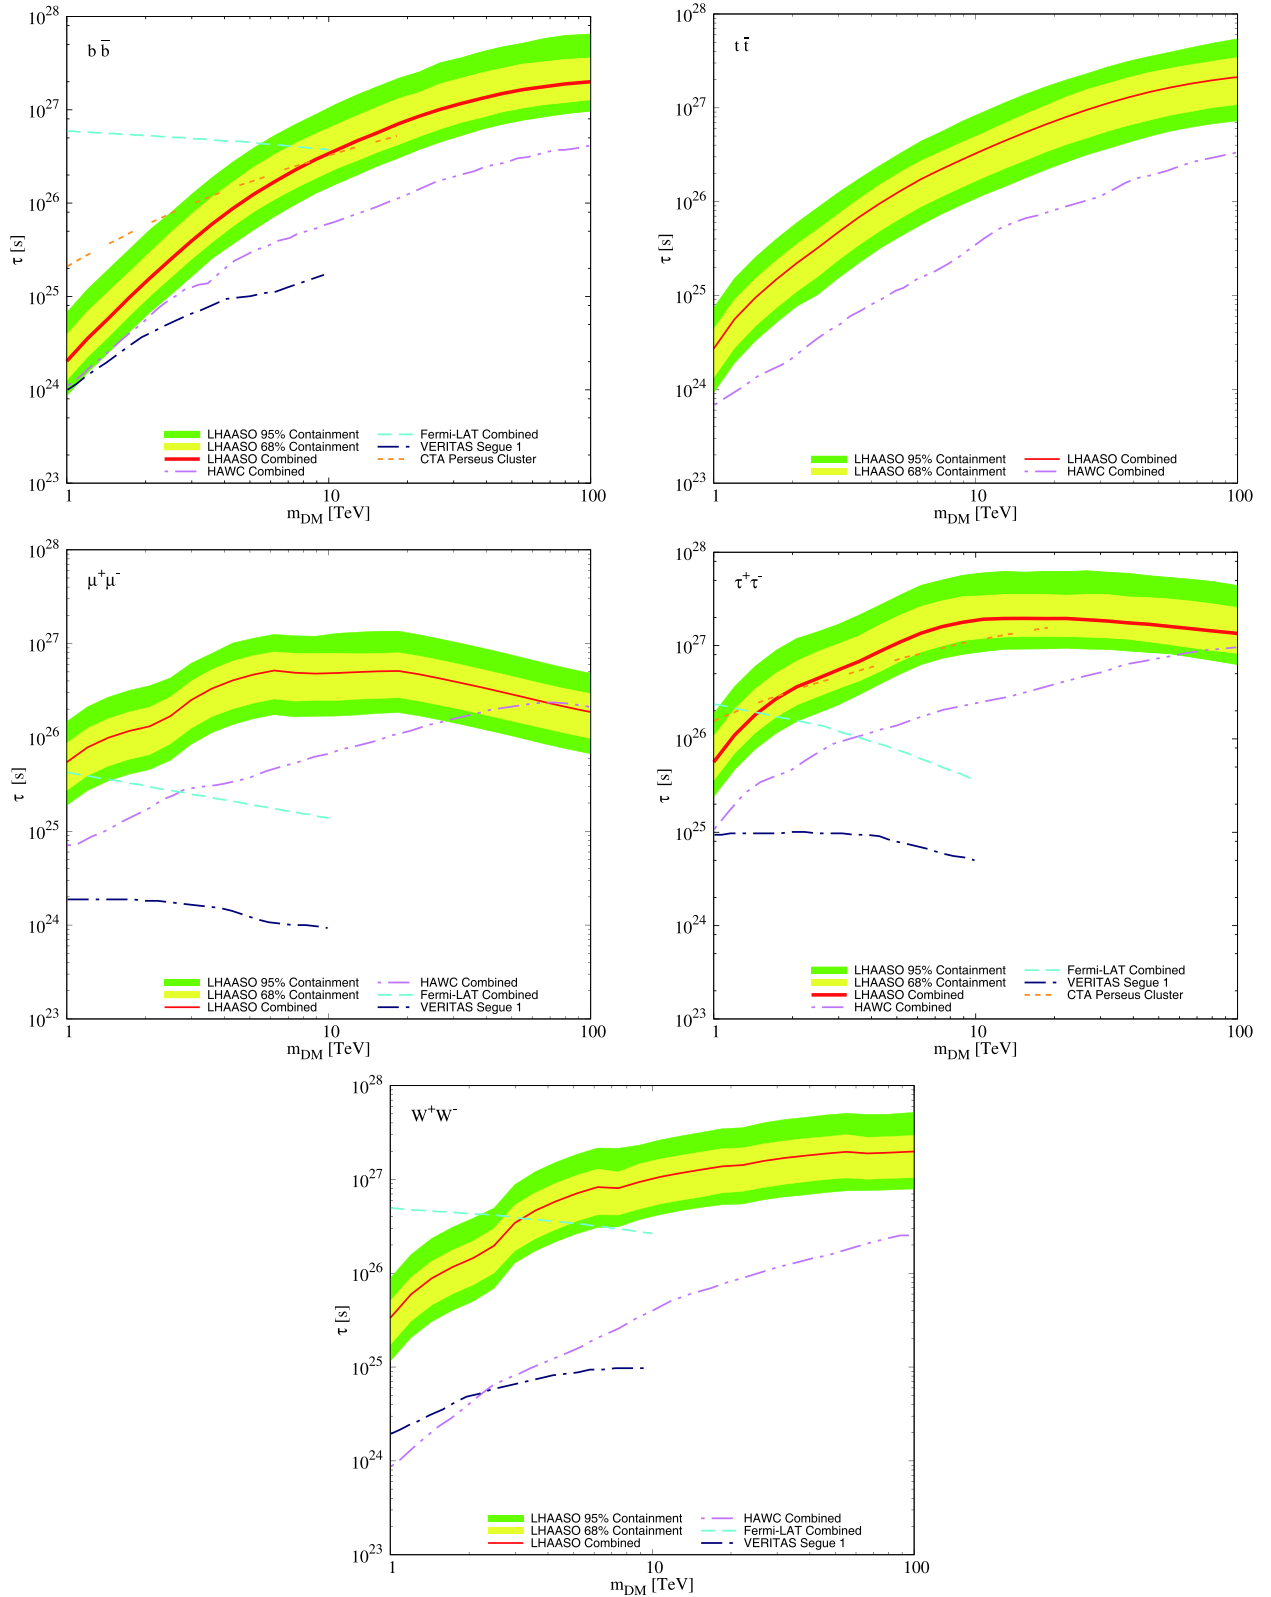 b b̅
τ [s]
10^28
10^27
10^26
10^25
10^24
10^23
LHAASO 95% Containment
LHAASO 68% Containment
LHAASO Combined
HAWC Combined
Fermi-LAT Combined
VERITAS Segue 1
CTA Perseus Cluster
1 10 100
m_DM [TeV]
t t̅
τ [s]
10^28
10^27
10^26
10^25
10^24
10^23
LHAASO 95% Containment
LHAASO 68% Containment
LHAASO Combined
HAWC Combined
1 10 100
m_DM [TeV]
μ^+μ^-
τ [s]
10^28
10^27
10^26
10^25
10^24
10^23
LHAASO 95% Containment
LHAASO 68% Containment
LHAASO Combined
HAWC Combined
Fermi-LAT Combined
VERITAS Segue 1
1 10 100
m_DM [TeV]
τ^+τ^-
τ [s]
10^28
10^27
10^26
10^25
10^24
10^23
LHAASO 95% Containment
LHAASO 68% Containment
LHAASO Combined
HAWC Combined
Fermi-LAT Combined
VERITAS Segue 1
CTA Perseus Cluster
1 10 100
m_DM [TeV]
W^+W^-
τ [s]
10^28
10^27
10^26
10^25
10^24
10^23
LHAASO 95% Containment
LHAASO 68% Containment
LHAASO Combined
HAWC Combined
Fermi-LAT Combined
VERITAS Segue 1
1 10 100
m_DM [TeV]